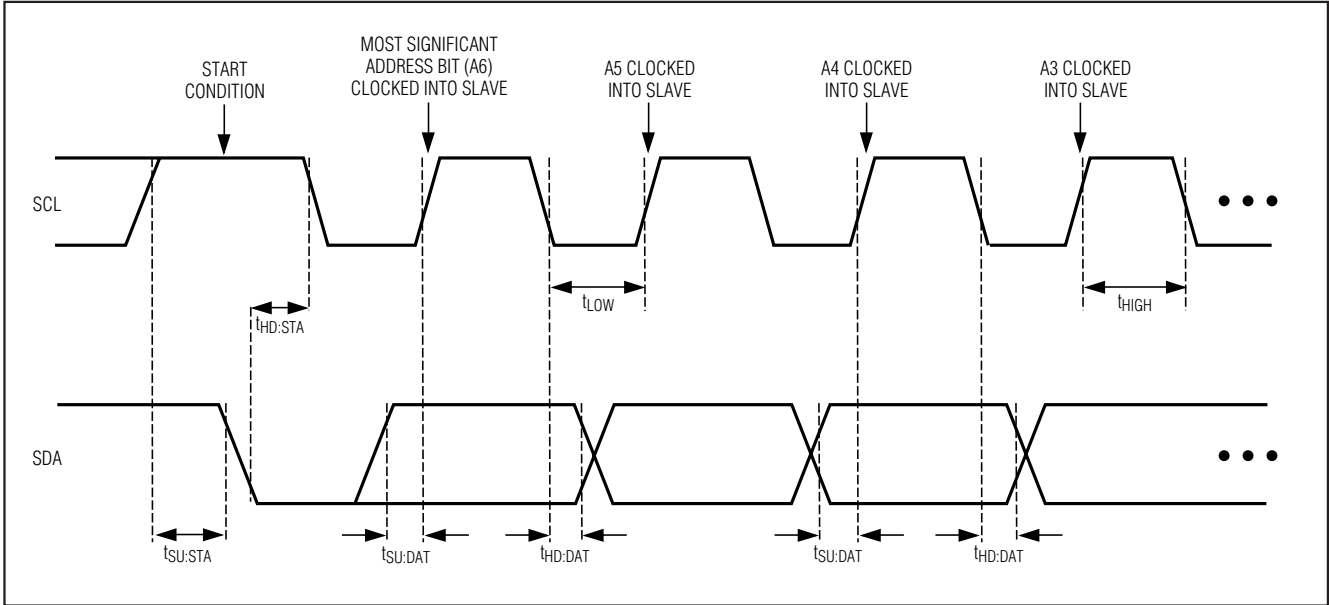 START
CONDITION
MOST SIGNIFICANT
ADDRESS BIT (A6)
CLOCKED INTO SLAVE
A5 CLOCKED
INTO SLAVE
A4 CLOCKED
INTO SLAVE
A3 CLOCKED
INTO SLAVE
SCL
tHD:STA
tLOW
tHIGH
SDA
tSU:STA
tSU:DAT
tHD:DAT
tSU:DAT
tHD:DAT